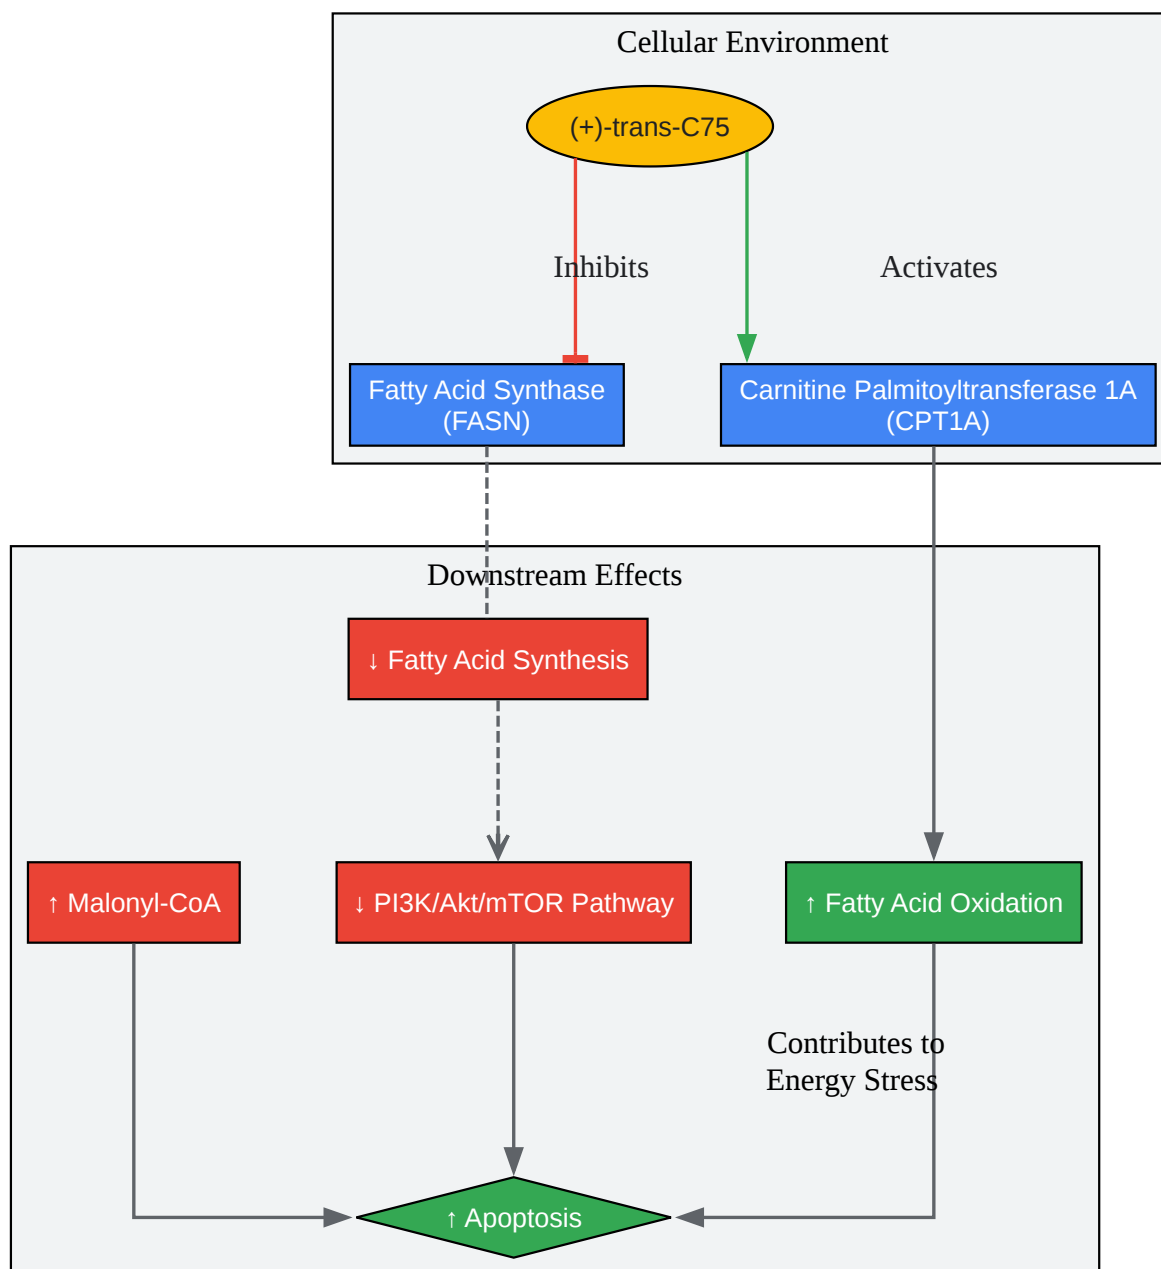 Cellular Environment
(+)-trans-C75
Inhibits
Activates
Fatty Acid Synthase
(FASN)
Carnitine Palmitoyltransferase 1A
(CPT1A)
Downstream Effects
↓ Fatty Acid Synthesis
↑ Malonyl-CoA
↓ PI3K/Akt/mTOR Pathway
↑ Fatty Acid Oxidation
Contributes to
Energy Stress
↑ Apoptosis